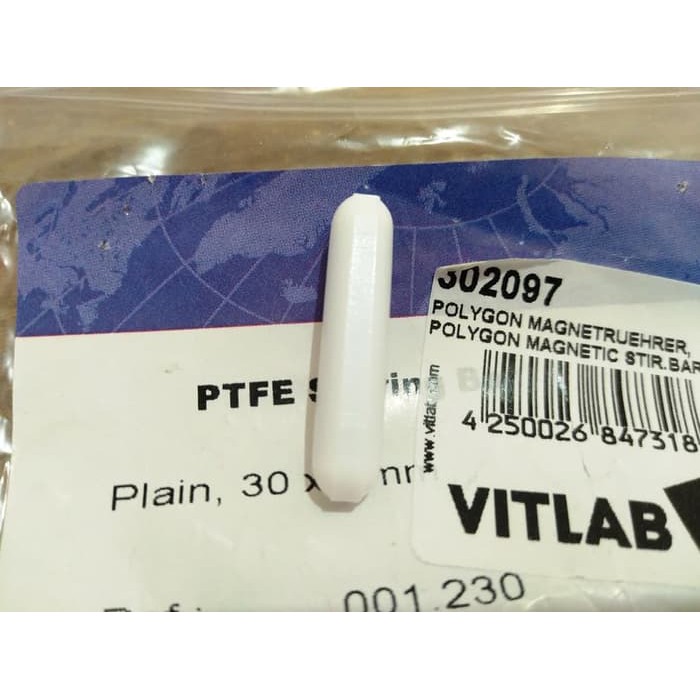 302097
POLYGON MAGNETRUEHRER,
POLYGON MAGNETIC STIR.BAR
PTFE
Plain, 30
www.vitlab.com
4 250026 847318
VITLAB
001.230